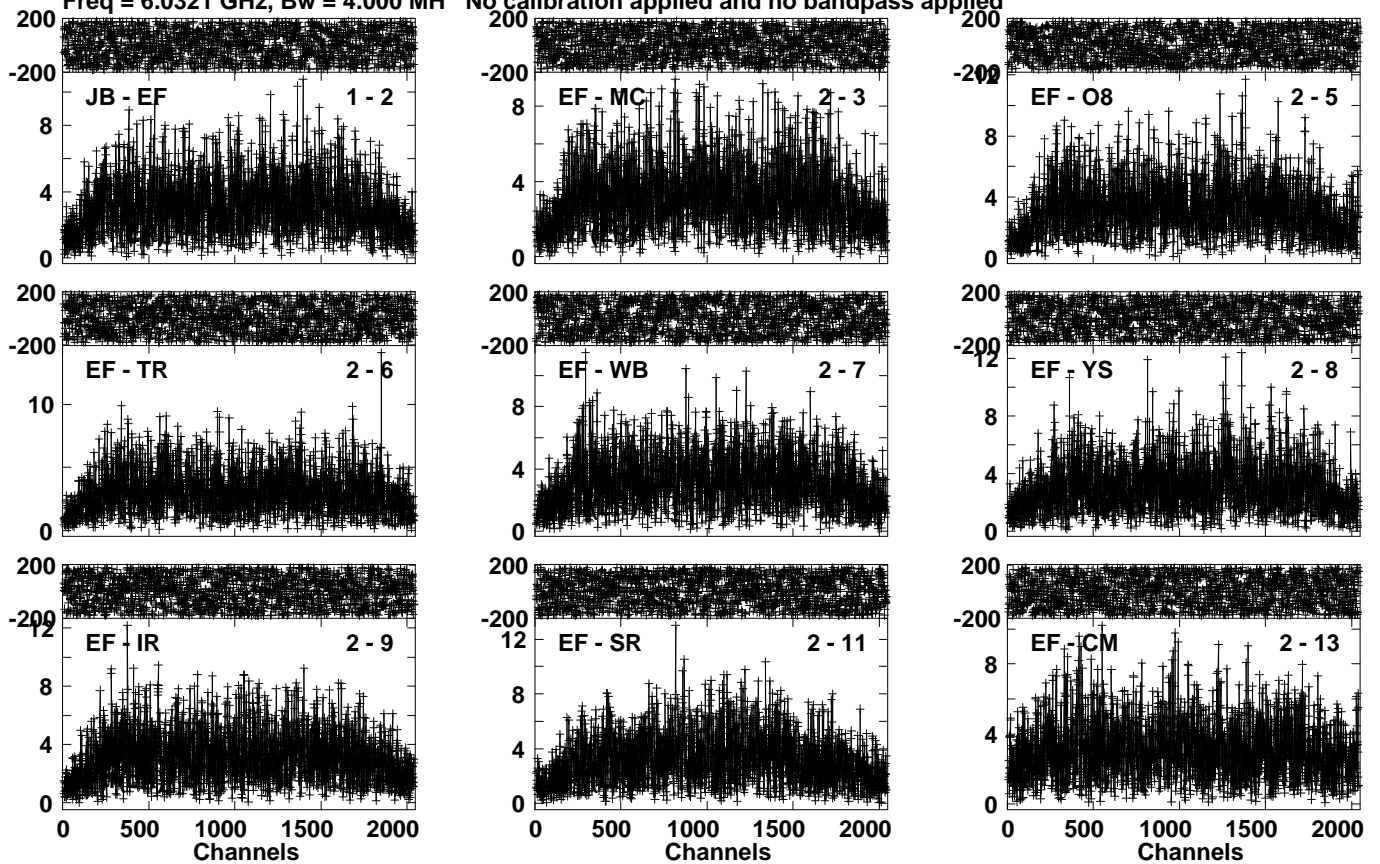 Freq = 6.0321 GHz, Bw = 4.000 MH No calibration applied and no bandpass applied
200 200 200
-200 -200 -200
12
JB - EF 1 - 2 EF - MC 2 - 3 EF - O8 2 - 5
8 8 8
4 4 4
0 0 0
200 200 200
-200 -200 -200
12
EF - TR 2 - 6 EF - WB 2 - 7 EF - YS 2 - 8
10 8 8
4 4
0 0 0
200 200 200
-200 -200 -200
12 12
EF - IR 2 - 9 EF - SR 2 - 11 EF - CM 2 - 13
8 8 8
4 4 4
0 0 0
0 500 1000 1500 2000 0 500 1000 1500 2000 0 500 1000 1500 2000
Channels Channels Channels